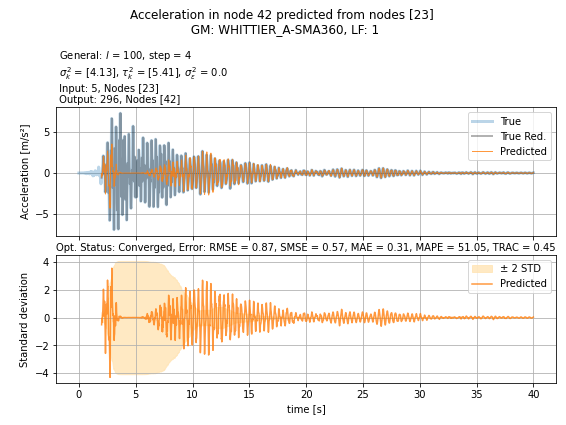 Acceleration in node 42 predicted from nodes [23]
GM: WHITTIER_A-SMA360, LF: 1
General: l = 100, step = 4
σ²ₖ = [4.13], τ²ₖ = [5.41], σ²ε = 0.0
Input: 5, Nodes [23]
Output: 296, Nodes [42]
Acceleration [m/s²]
5
0
−5
True
True Red.
Predicted
Opt. Status: Converged, Error: RMSE = 0.87, SMSE = 0.57, MAE = 0.31, MAPE = 51.05, TRAC = 0.45
Standard deviation
4
2
0
−2
−4
± 2 STD
Predicted
0 5 10 15 20 25 30 35 40
time [s]